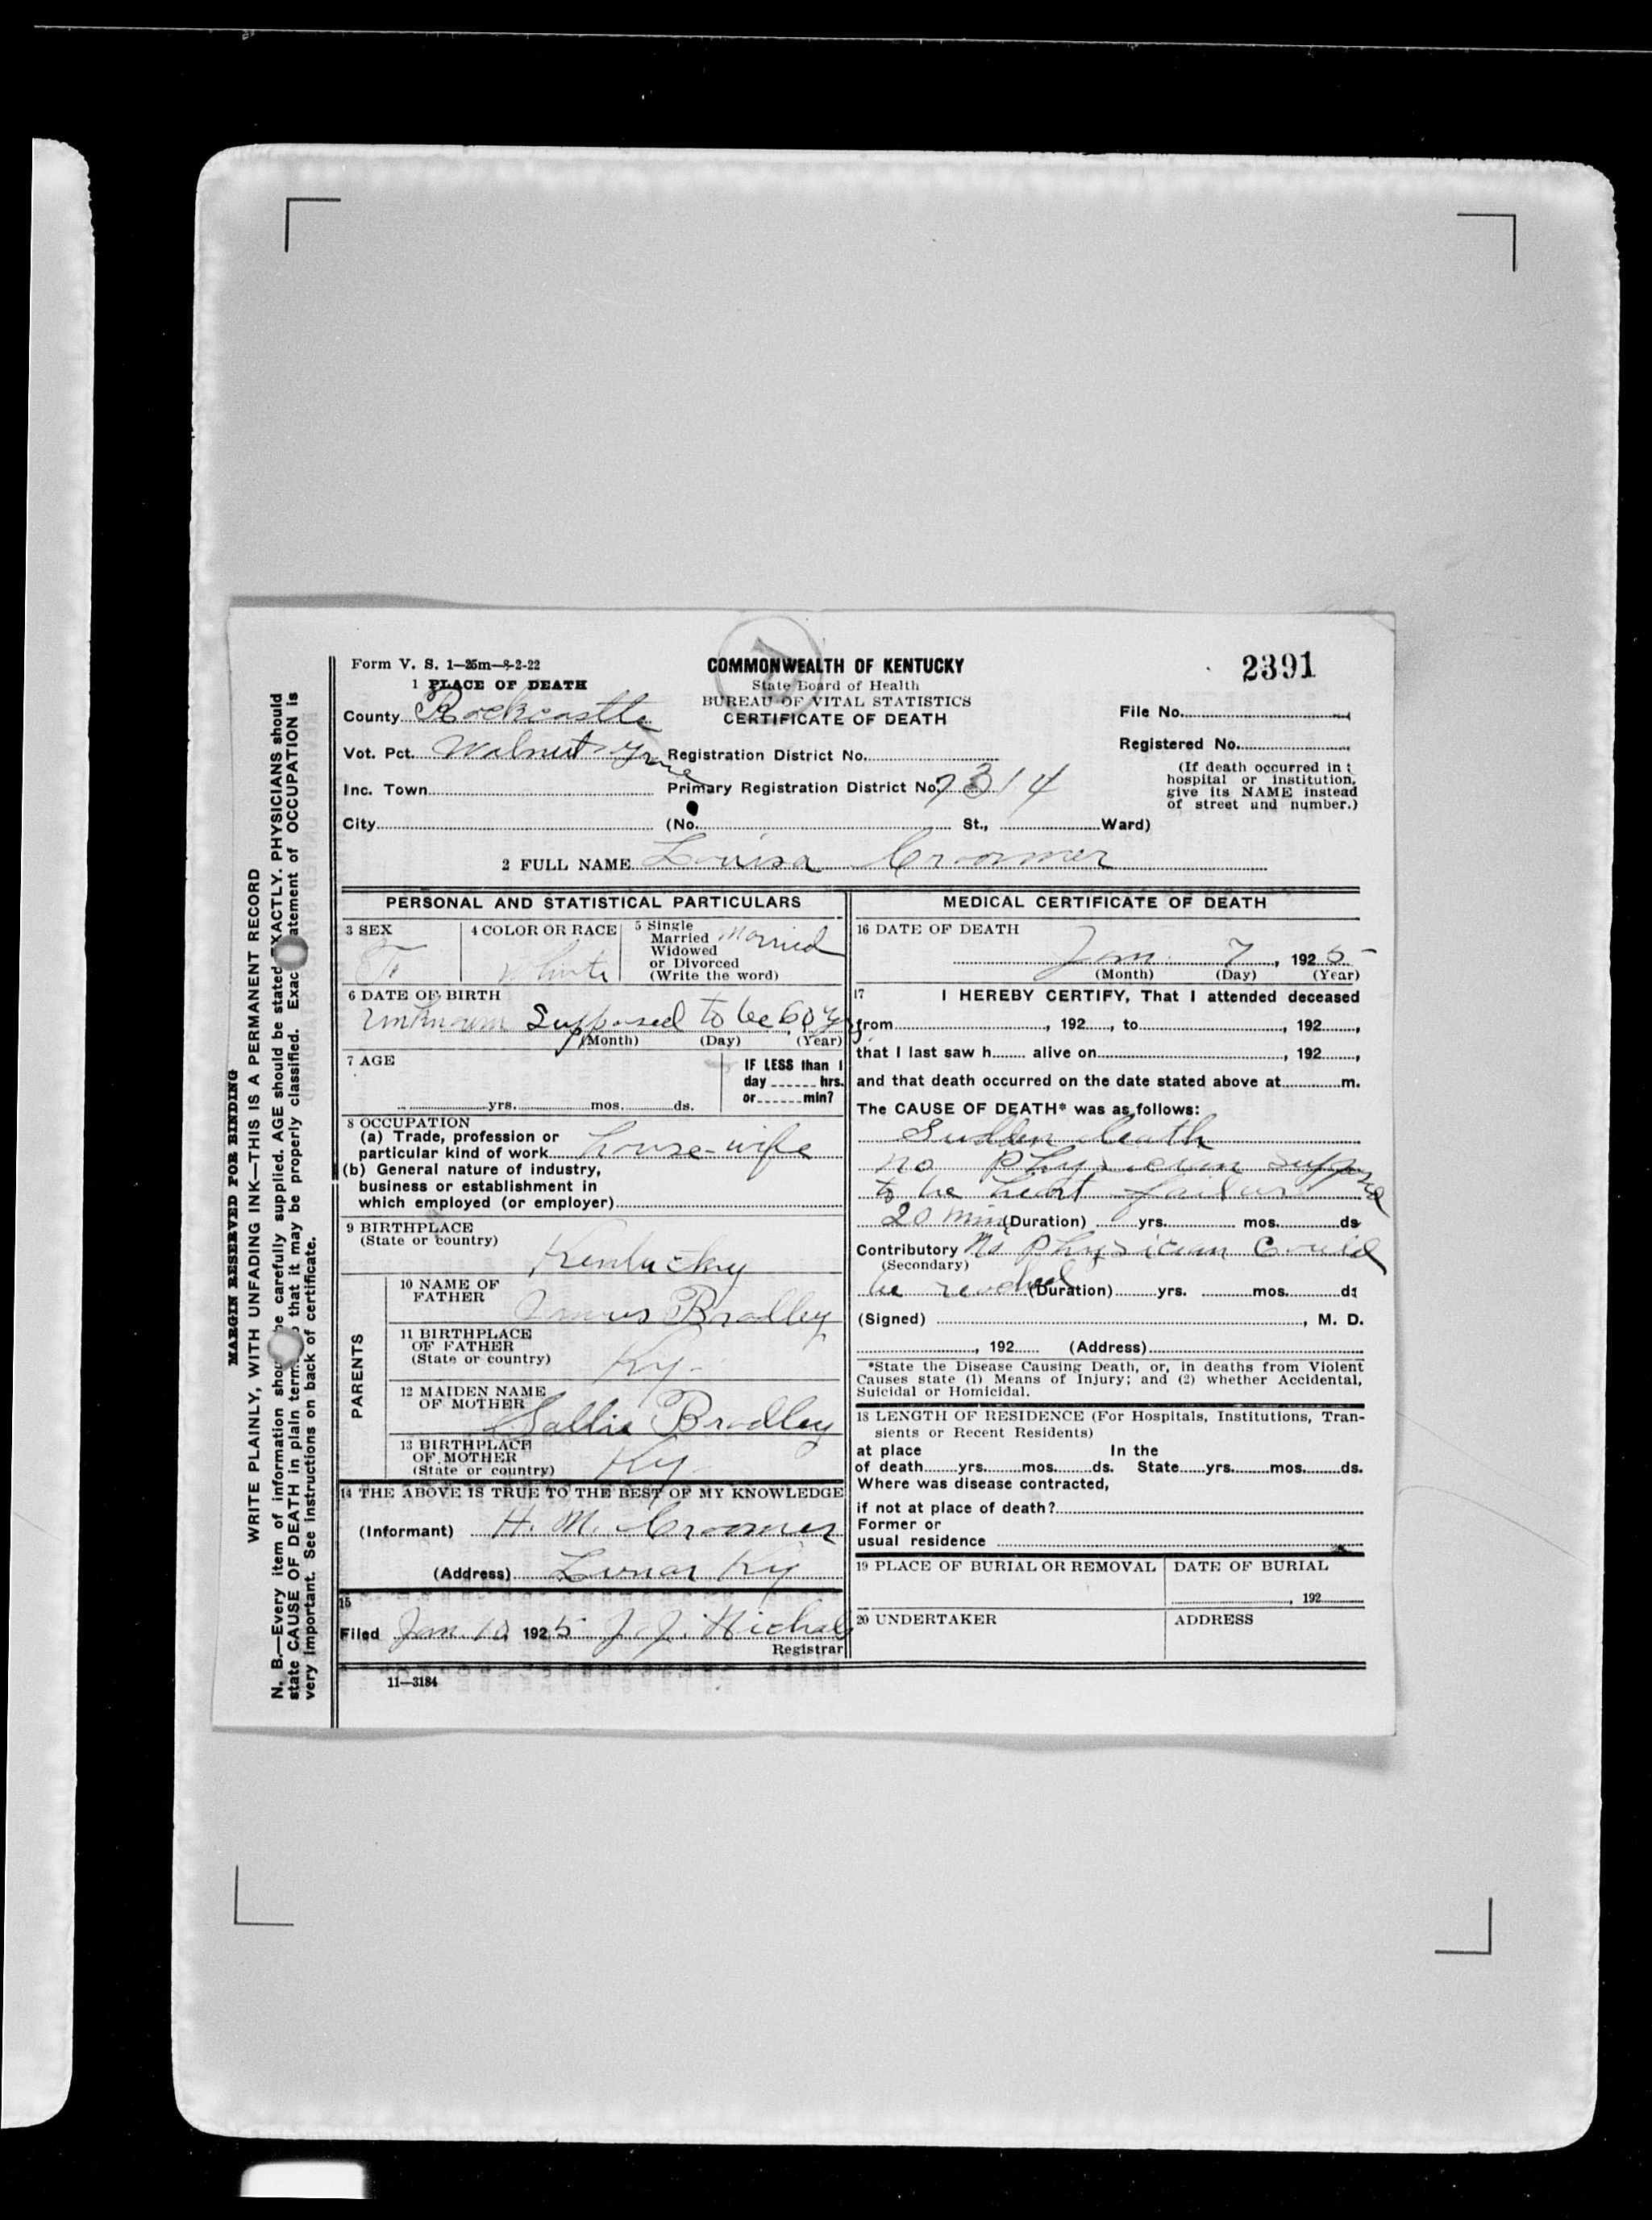 Form V. S. 1—25m—8-2-22
1 PLACE OF DEATH
COMMONWEALTH OF KENTUCKY
State Board of Health
BUREAU OF VITAL STATISTICS
CERTIFICATE OF DEATH
2391
County Rockcastle
File No.
Vot. Pct. Walnut Grove Registration District No.
Registered No.
Inc. Town Primary Registration District No. 7314
(If death occurred in
hospital or institution,
give its NAME instead
of street und number.)
City (No. St., Ward)
2 FULL NAME Louisa Croomer
PERSONAL AND STATISTICAL PARTICULARS
3 SEX
F
4 COLOR OR RACE
White
5 Single
Married
Widowed
or Divorced
(Write the word)
Married
6 DATE OF BIRTH
Unknown Supposed to be 60 yrs
(Month) (Day) (Year)
7 AGE
yrs. mos. ds.
IF LESS than 1
day hrs.
or min?
8 OCCUPATION
(a) Trade, profession or
particular kind of work house-wife
(b) General nature of industry,
business or establishment in
which employed (or employer)
9 BIRTHPLACE
(State or country)
Kentucky
PARENTS
10 NAME OF
FATHER
James Bradley
11 BIRTHPLACE
OF FATHER
(State or country)
Ky.
12 MAIDEN NAME
OF MOTHER
Sallie Bradley
13 BIRTHPLACE
OF MOTHER
(State or country)
Ky
14 THE ABOVE IS TRUE TO THE BEST OF MY KNOWLEDGE
(Informant) H. M. Croomer
(Address) Ky
15
Filed Jan. 10, 1925 J. J. Nichols
Registrar
11—3184
MEDICAL CERTIFICATE OF DEATH
16 DATE OF DEATH
Jan. 7, 1925
(Month) (Day) (Year)
17 I HEREBY CERTIFY, That I attended deceased
from , 192 , to , 192 ,
that I last saw h alive on , 192 ,
and that death occurred on the date stated above at m.
The CAUSE OF DEATH* was as follows:
Sudden death
no physician supposed
to be heart failure
20 min (Duration) yrs. mos. ds
Contributory No physician Could
(Secondary)
be reached (Duration) yrs. mos. ds
(Signed) , M. D.
, 192 (Address)
*State the Disease Causing Death, or, in deaths from Violent
Causes state (1) Means of Injury; and (2) whether Accidental,
Suicidal or Homicidal.
18 LENGTH OF RESIDENCE (For Hospitals, Institutions, Tran-
sients or Recent Residents)
at place In the
of death yrs. mos. ds. State yrs. mos. ds.
Where was disease contracted,
if not at place of death?
Former or
usual residence
19 PLACE OF BURIAL OR REMOVAL
DATE OF BURIAL
, 192
20 UNDERTAKER
ADDRESS
MARGIN RESERVED FOR BINDING
WRITE PLAINLY, WITH UNFADING INK—THIS IS A PERMANENT RECORD
N. B.—Every item of information be carefully supplied. AGE should be stated EXACTLY. PHYSICIANS should
state CAUSE OF DEATH in plain that it may be properly classified. Exact statement of OCCUPATION is
very important. See instructions on back of certificate.